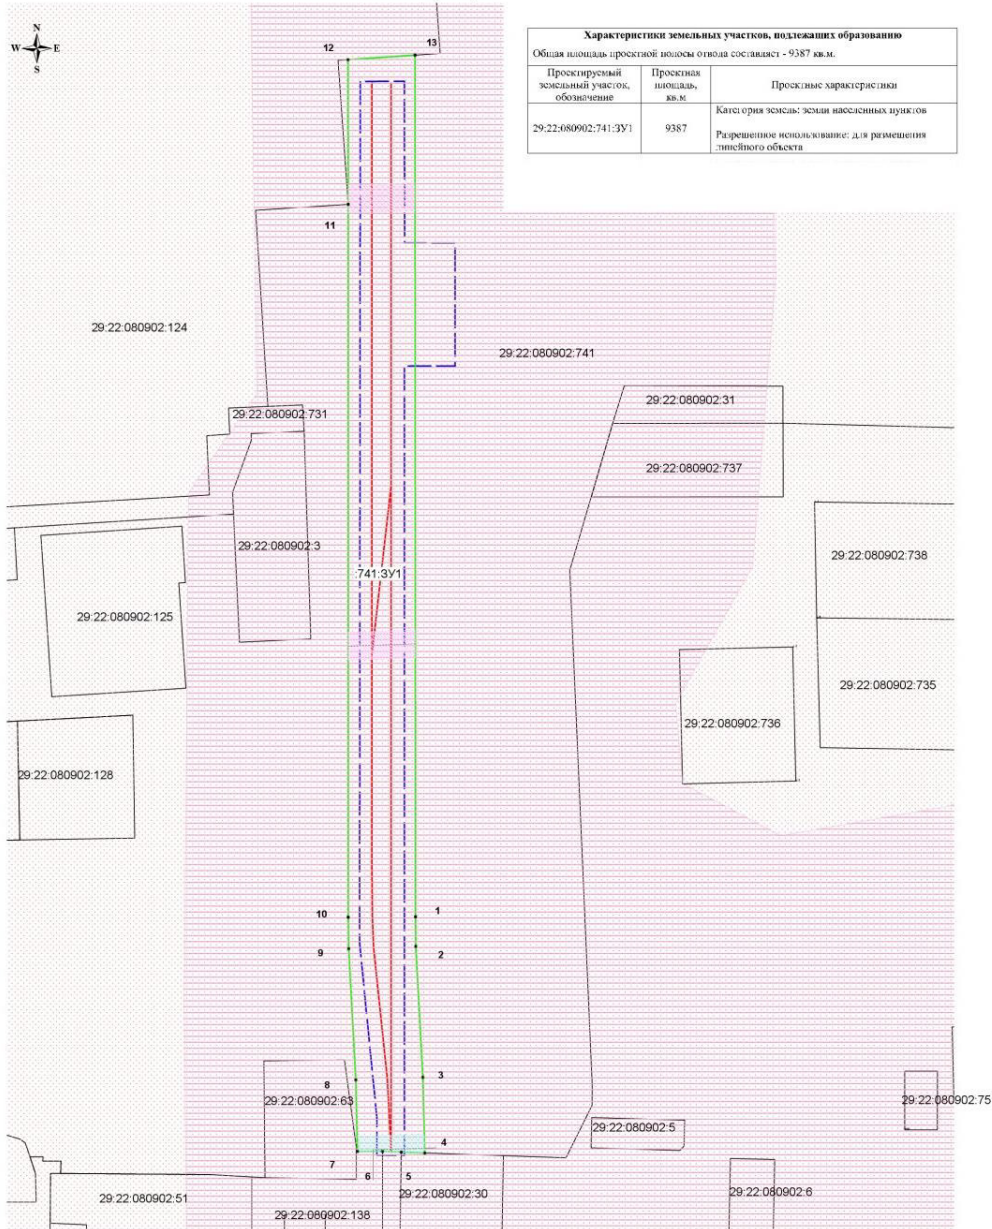 N
W E
S
12
13
Характеристики земельных участков, подлежащих образованию
Общая площадь проектной полосы отвода составляет - 9387 кв.м.
Проектируемый земельный участок, обозначение
Проектная площадь, кв.м
Проектные характеристики
29:22:080902:741:ЗУ1
9387
Категория земель: земли населенных пунктов
Разрешенное использование: для размещения линейного объекта
11
29:22:080902:124
29:22:080902:741
29:22:080902:31
29:22:080902:731
29:22:080902:737
29:22:080902:3
29:22:080902:738
:741:ЗУ1
29:22:080902:125
29:22:080902:735
29:22:080902:736
29:22:080902:128
10
1
9
2
3
8
29:22:080902:63
29:22:080902:75
29:22:080902:5
4
7
6
5
29:22:080902:30
29:22:080902:6
29:22:080902:51
29:22:080902:138